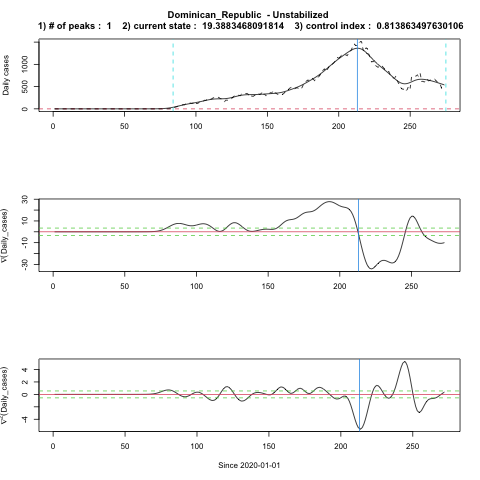 Dominican_Republic - Unstabilized
1) # of peaks : 1 2) current state : 19.3883468091814 3) control index : 0.813863497630106
Daily cases
0 500 1000
0 50 100 150 200 250
∇(Daily_cases)
-30 -10 10 30
0 50 100 150 200 250
∇²(Daily_cases)
-4 0 2 4
0 50 100 150 200 250
Since 2020-01-01